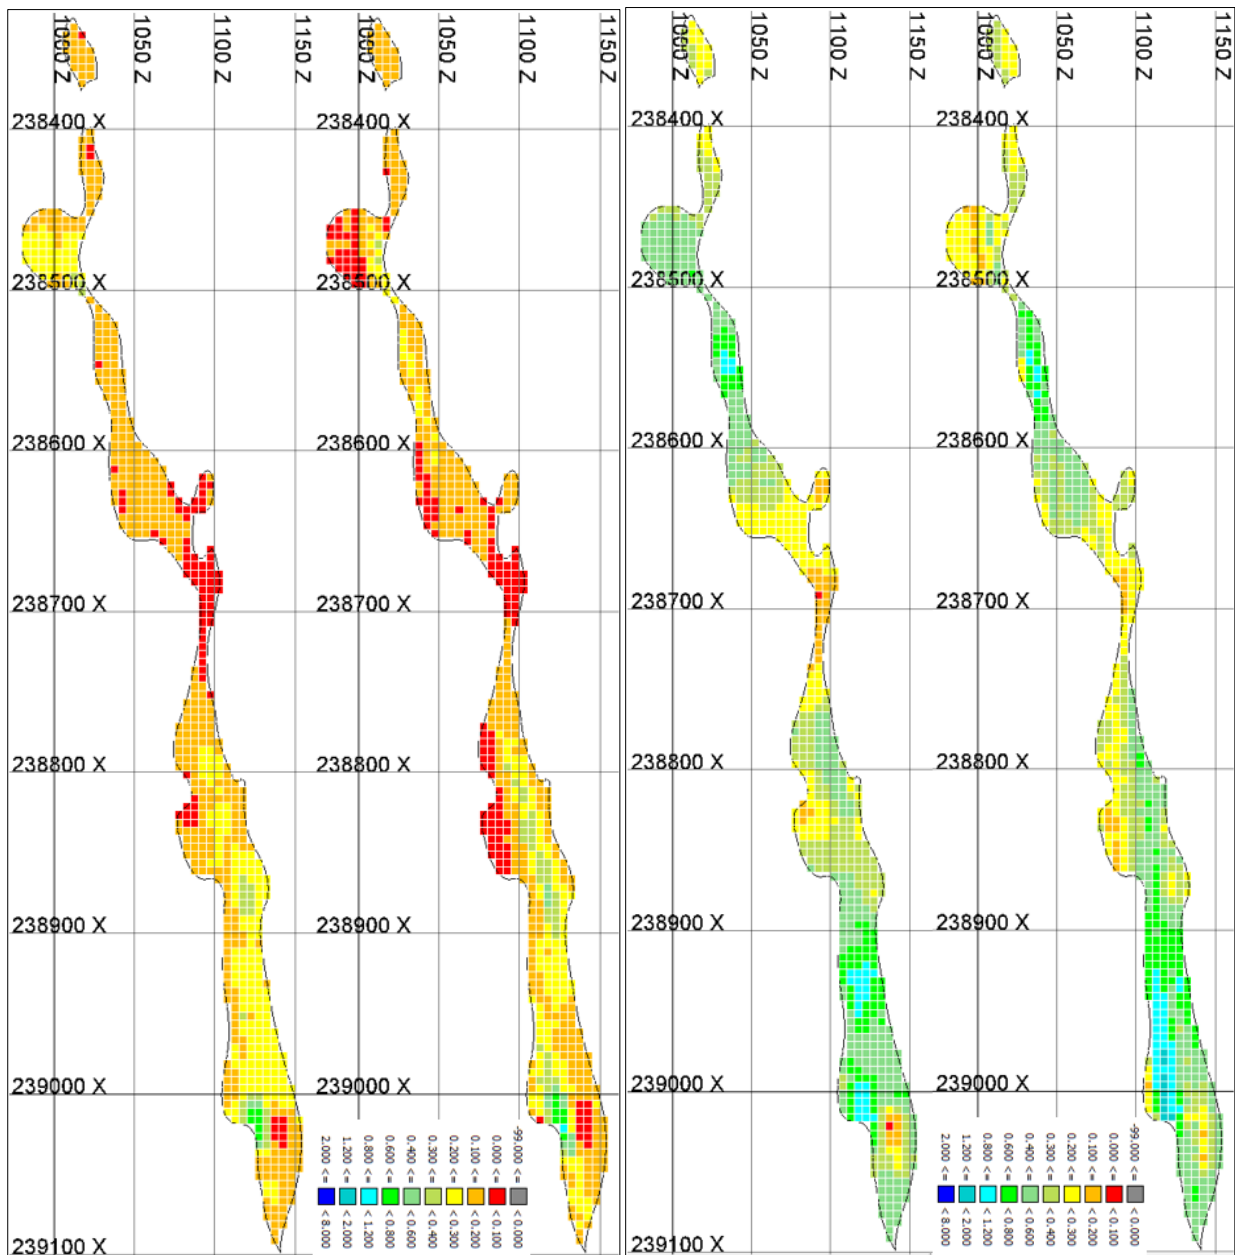 1000 Z
1050 Z
1100 Z
1150 Z
1000 Z
1050 Z
1100 Z
1150 Z
1000 Z
1050 Z
1100 Z
1150 Z
1000 Z
1050 Z
1100 Z
1150 Z
238400 X
238400 X
238400 X
238400 X
238500 X
238500 X
238500 X
238500 X
238600 X
238600 X
238600 X
238600 X
238700 X
238700 X
238700 X
238700 X
238800 X
238800 X
238800 X
238800 X
238900 X
238900 X
238900 X
238900 X
239000 X
239000 X
239000 X
239000 X
239100 X
239100 X
239100 X
239100 X
-99.000 <= < 0.000
0.000 <= < 0.100
0.100 <= < 0.200
0.200 <= < 0.300
0.300 <= < 0.400
0.400 <= < 0.600
0.600 <= < 0.800
0.800 <= < 1.200
1.200 <= < 2.000
2.000 <= < 8.000
-99.000 <= < 0.000
0.000 <= < 0.100
0.100 <= < 0.200
0.200 <= < 0.300
0.300 <= < 0.400
0.400 <= < 0.600
0.600 <= < 0.800
0.800 <= < 1.200
1.200 <= < 2.000
2.000 <= < 8.000